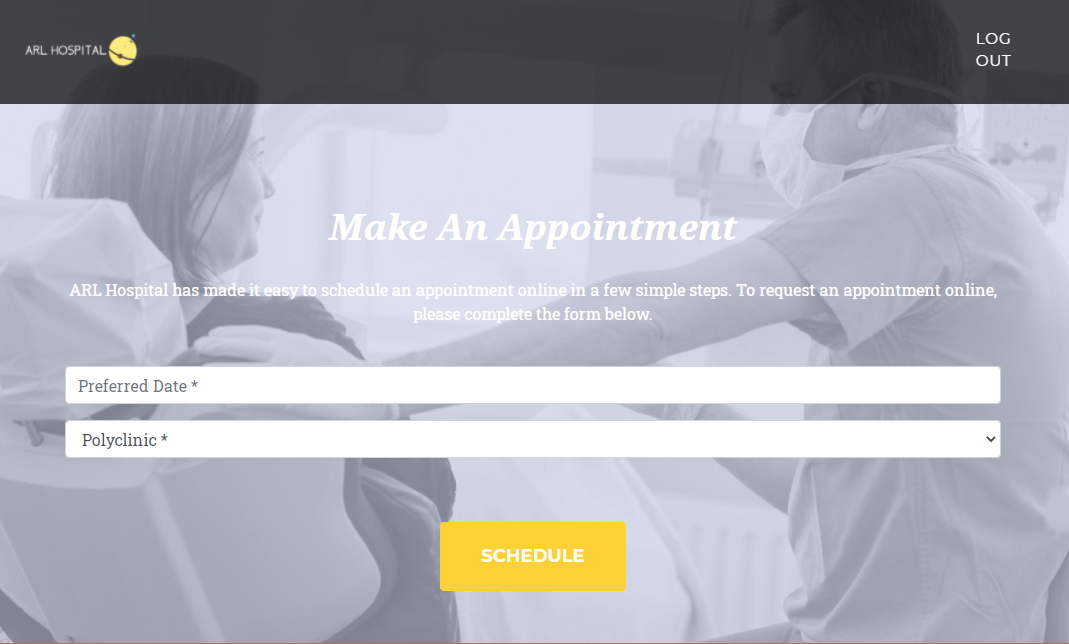 ARL HOSPITAL
LOG
OUT
Make An Appointment
ARL Hospital has made it easy to schedule an appointment online in a few simple steps. To request an appointment online,
please complete the form below.
Preferred Date *
Polyclinic *
SCHEDULE